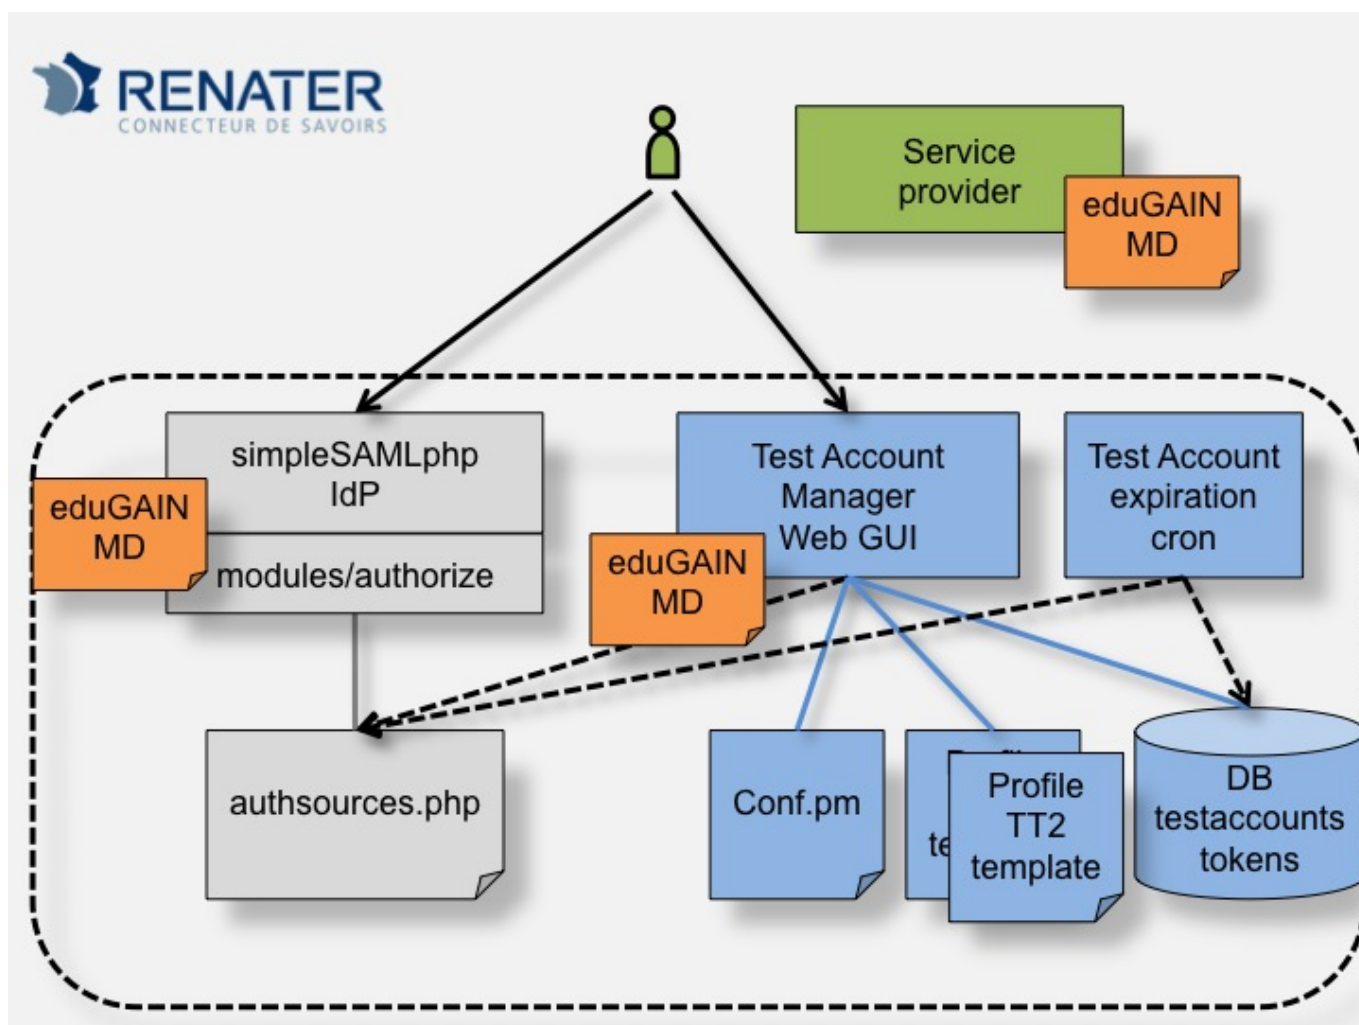 RENATER
CONNECTEUR DE SAVOIRS
Service
provider
eduGAIN
MD
simpleSAMLphp
IdP
modules/authorize
eduGAIN
MD
Test Account
Manager
Web GUI
eduGAIN
MD
Test Account
expiration
cron
authsources.php
Conf.pm
Profile
TT2
template
DB
testaccounts
tokens